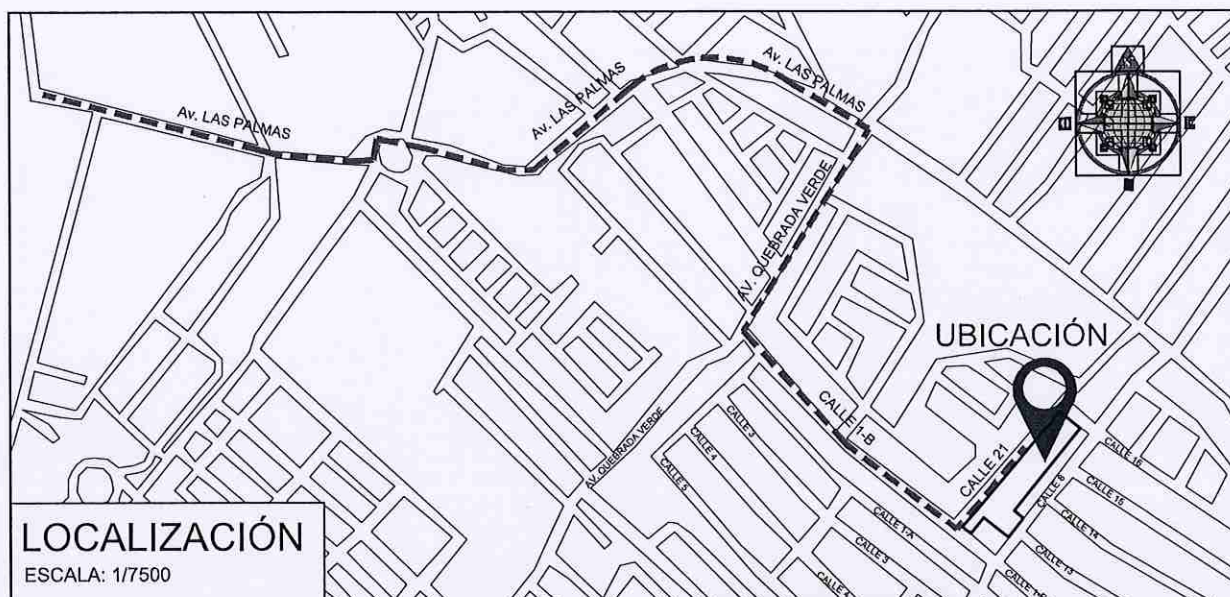 Av. LAS PALMAS
Av. LAS PALMAS
Av. LAS PALMAS
AV. QUEBRADA VERDE
UBICACIÓN
CALLE 1-B
CALLE 21
AV. QUEBRADA VERDE
CALLE 3
CALLE 4
CALLE 5
CALLE 16
CALLE 15
CALLE 8
CALLE 14
CALLE 13
CALLE 1-A
CALLE 3
CALLE 4
LOCALIZACIÓN
ESCALA: 1/7500